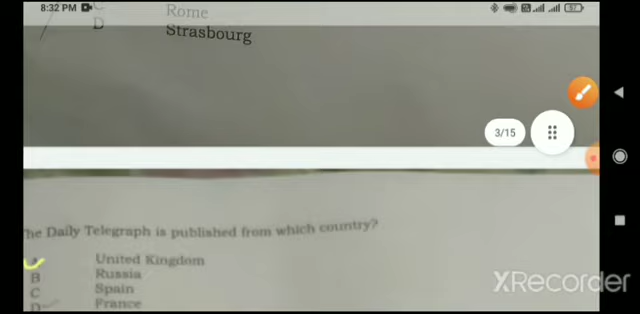 8:32 PM
C Rome
D Strasbourg
3/15
The Daily Telegraph is published from which country?
A United Kingdom
B Russia
C Spain
D France
XRecorder